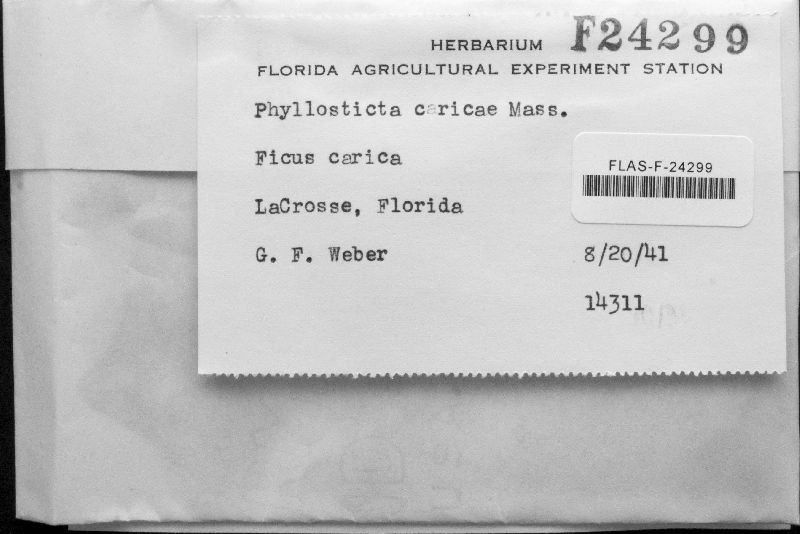 HERBARIUM F24299
FLORIDA AGRICULTURAL EXPERIMENT STATION
Phyllosticta caricae Mass.
Ficus carica
FLAS-F-24299
LaCrosse, Florida
G. F. Weber 8/20/41
14311